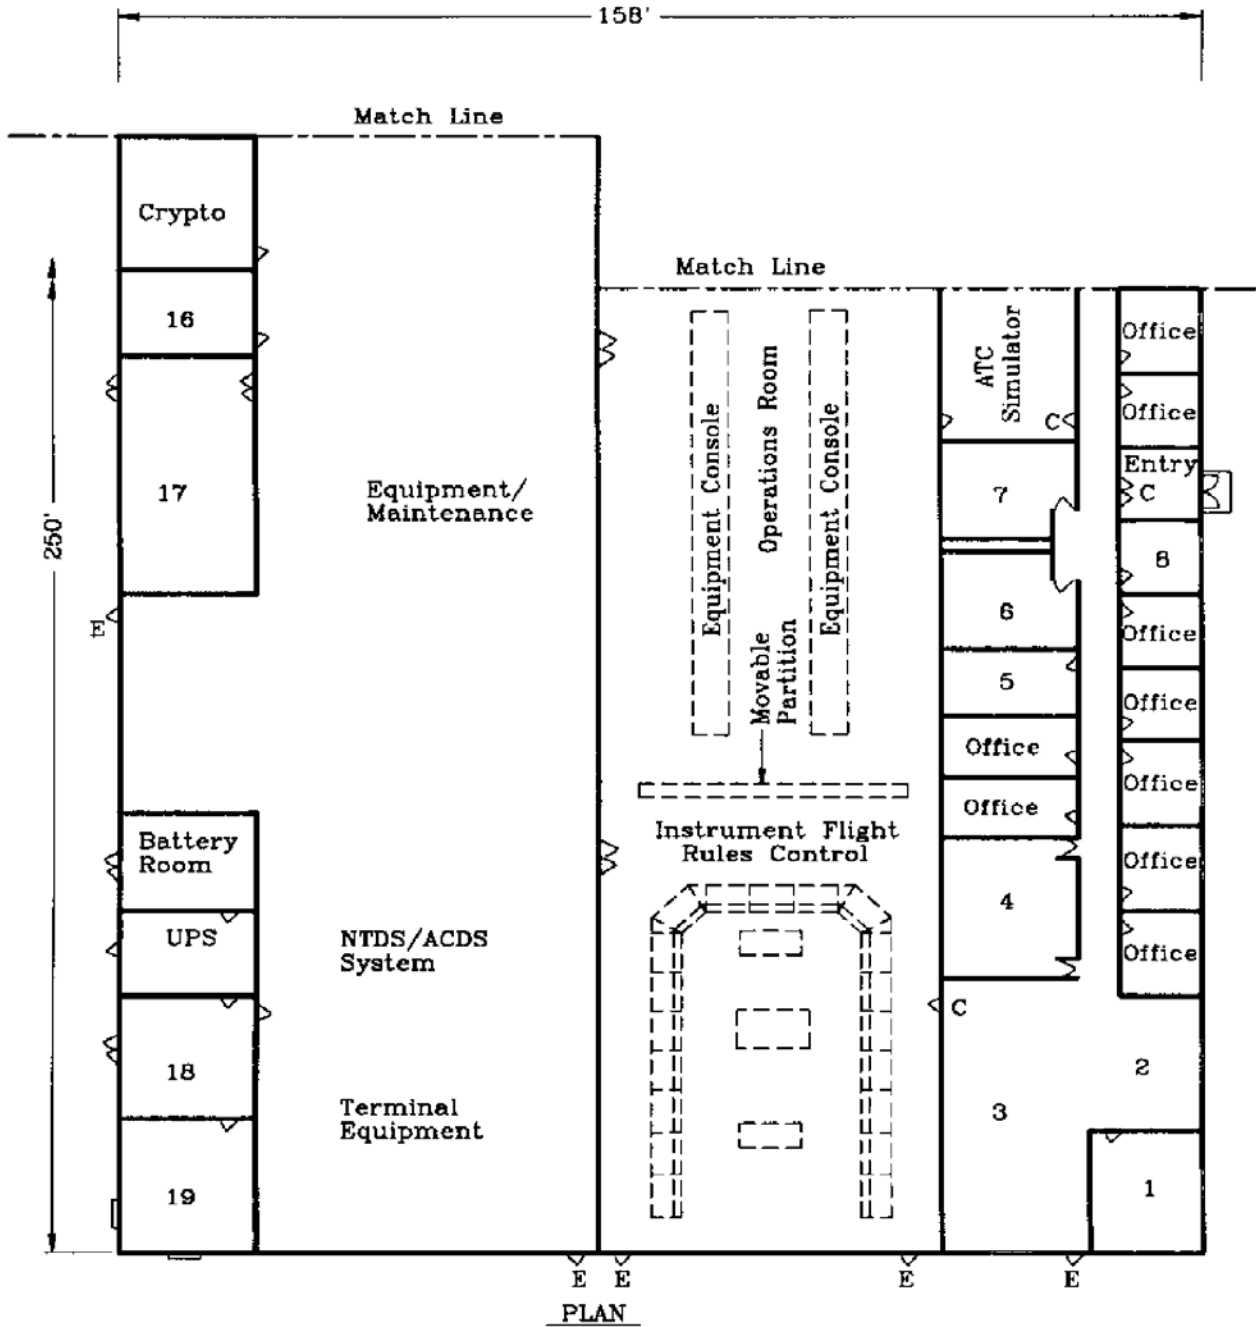 158'
Match Line
Crypto
Match Line
16
Office
ATC
Simulator
Operations Room
Equipment Console
Equipment Console
Office
C
Entry
C
17
Equipment/
Maintenance
7
250'
8
6
E
Office
Movable
Partition
5
Office
Office
Office
Office
Battery
Room
Instrument Flight
Rules Control
Office
4
UPS
NTDS/ACDS
System
Office
C
18
2
Terminal
Equipment
3
19
1
E
E
E
E
PLAN